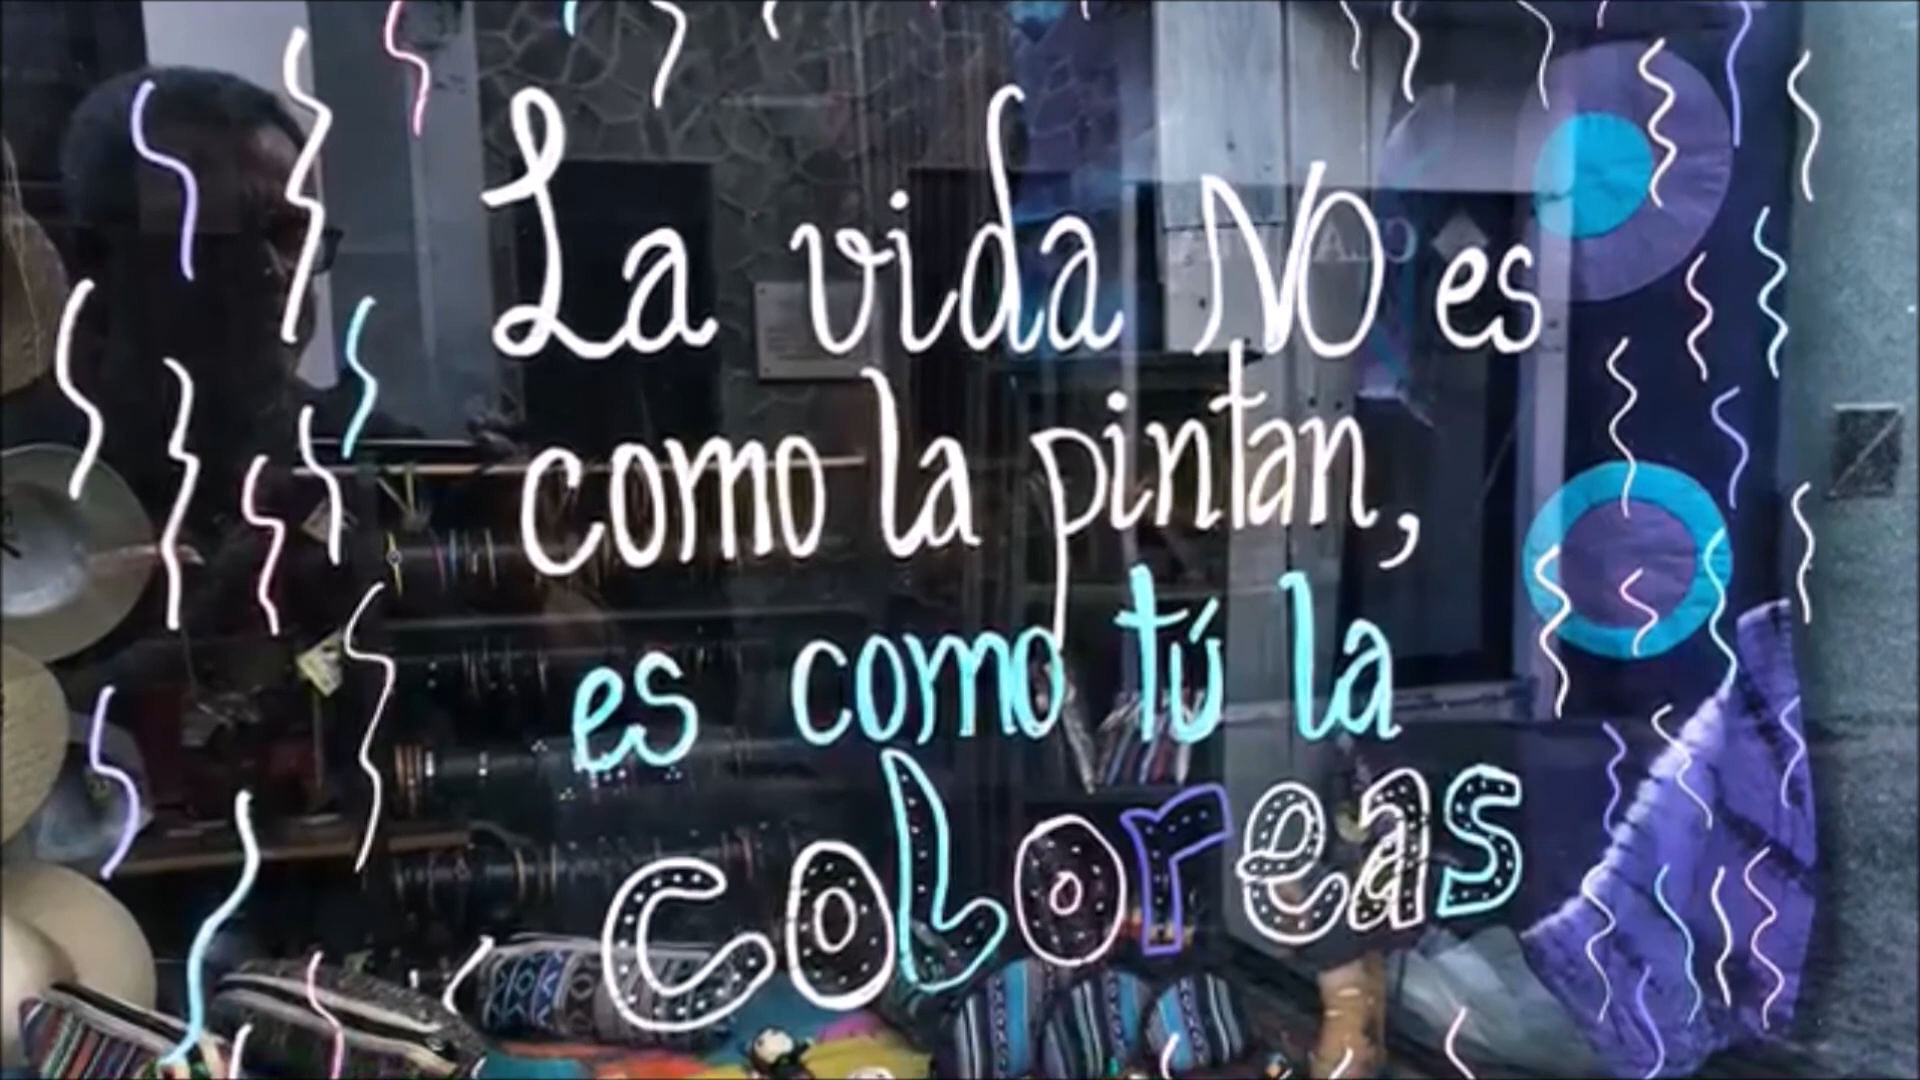 La vida NO es
como la pintan,
es como tú la
coLoreas